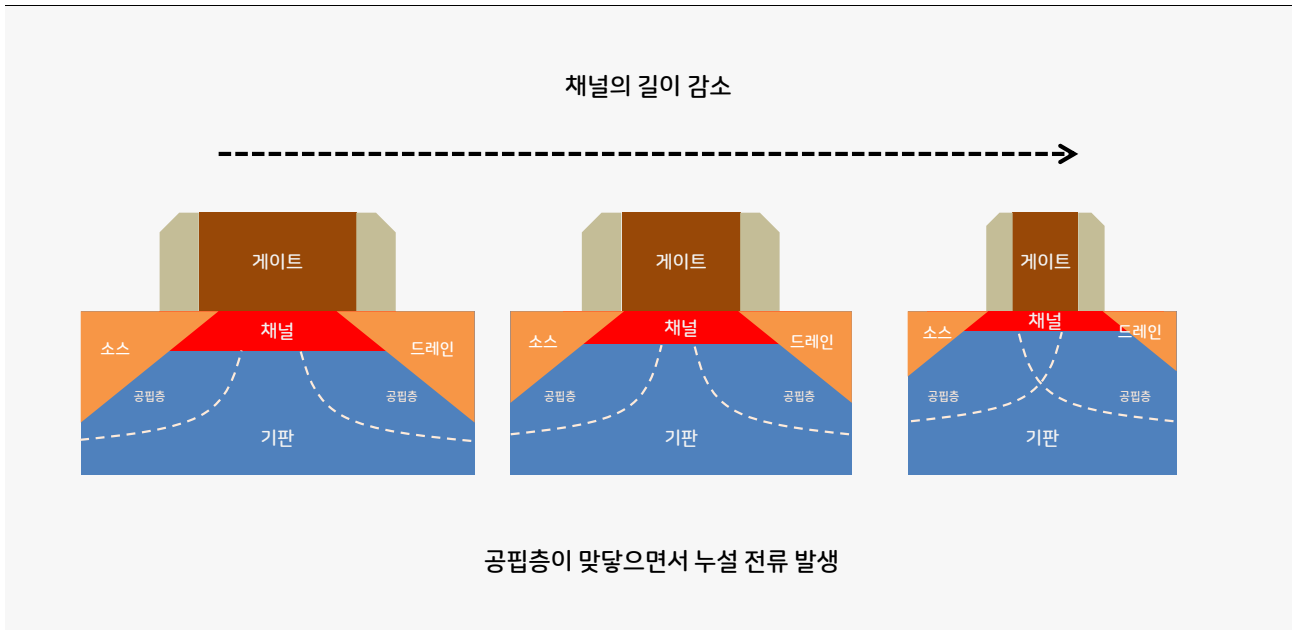 채널의 길이 감소
게이트
채널
소스
드레인
공핍층
공핍층
기판
게이트
채널
소스
드레인
공핍층
공핍층
기판
게이트
채널
소스
드레인
공핍층
공핍층
기판
공핍층이 맞닿으면서 누설 전류 발생